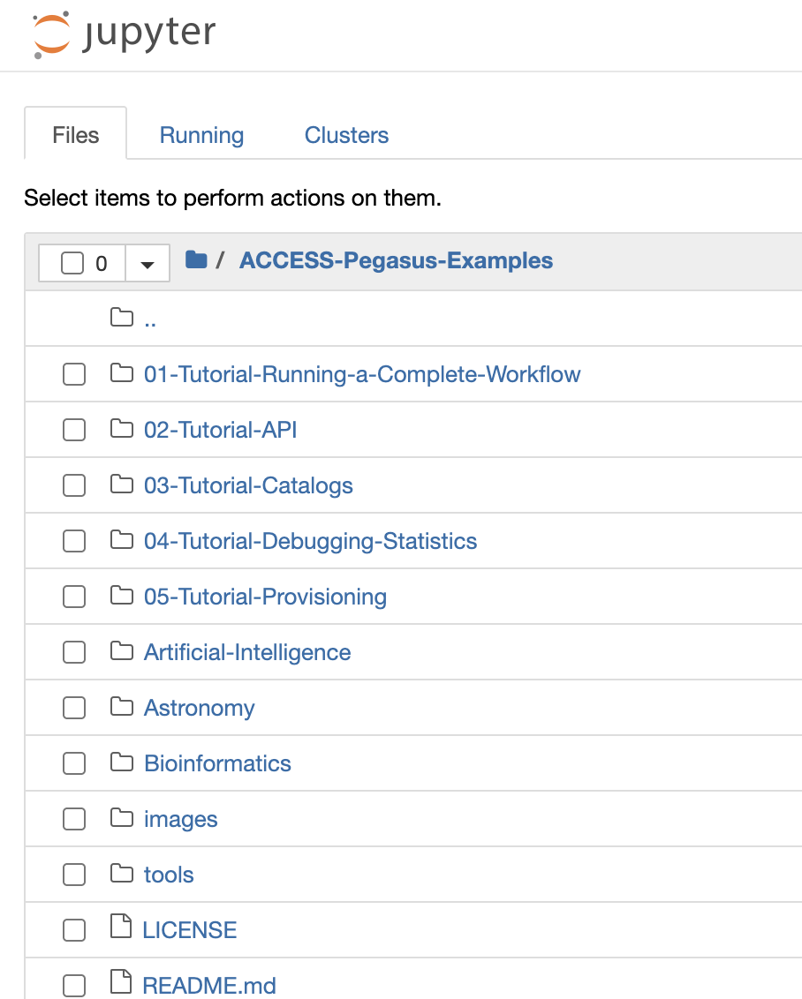 jupyter
Files Running Clusters
Select items to perform actions on them.
0 / ACCESS-Pegasus-Examples
..
01-Tutorial-Running-a-Complete-Workflow
02-Tutorial-API
03-Tutorial-Catalogs
04-Tutorial-Debugging-Statistics
05-Tutorial-Provisioning
Artificial-Intelligence
Astronomy
Bioinformatics
images
tools
LICENSE
README.md